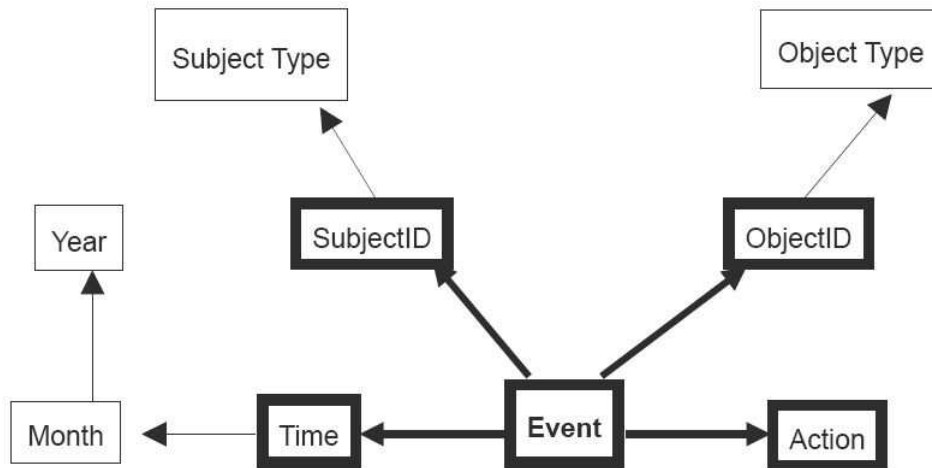 Subject Type
Object Type
Year
SubjectID
ObjectID
Month
Time
Event
Action